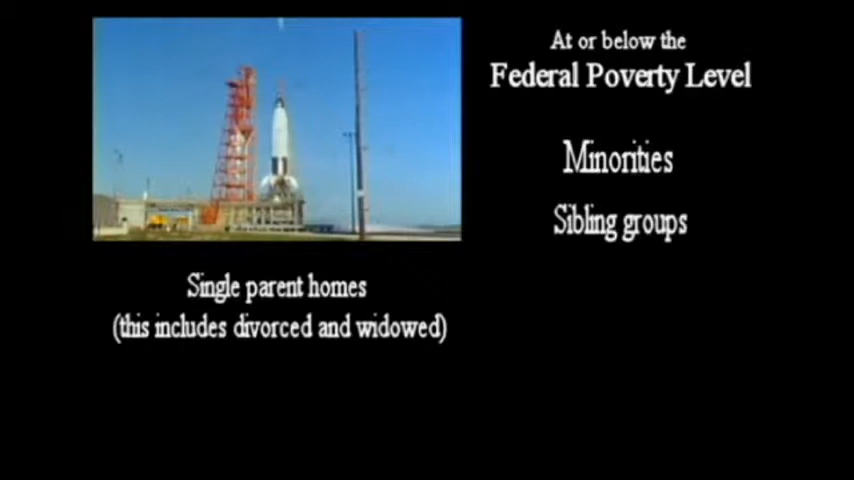 At or below the
Federal Poverty Level
Minorities
Sibling groups
Single parent homes
(this includes divorced and widowed)